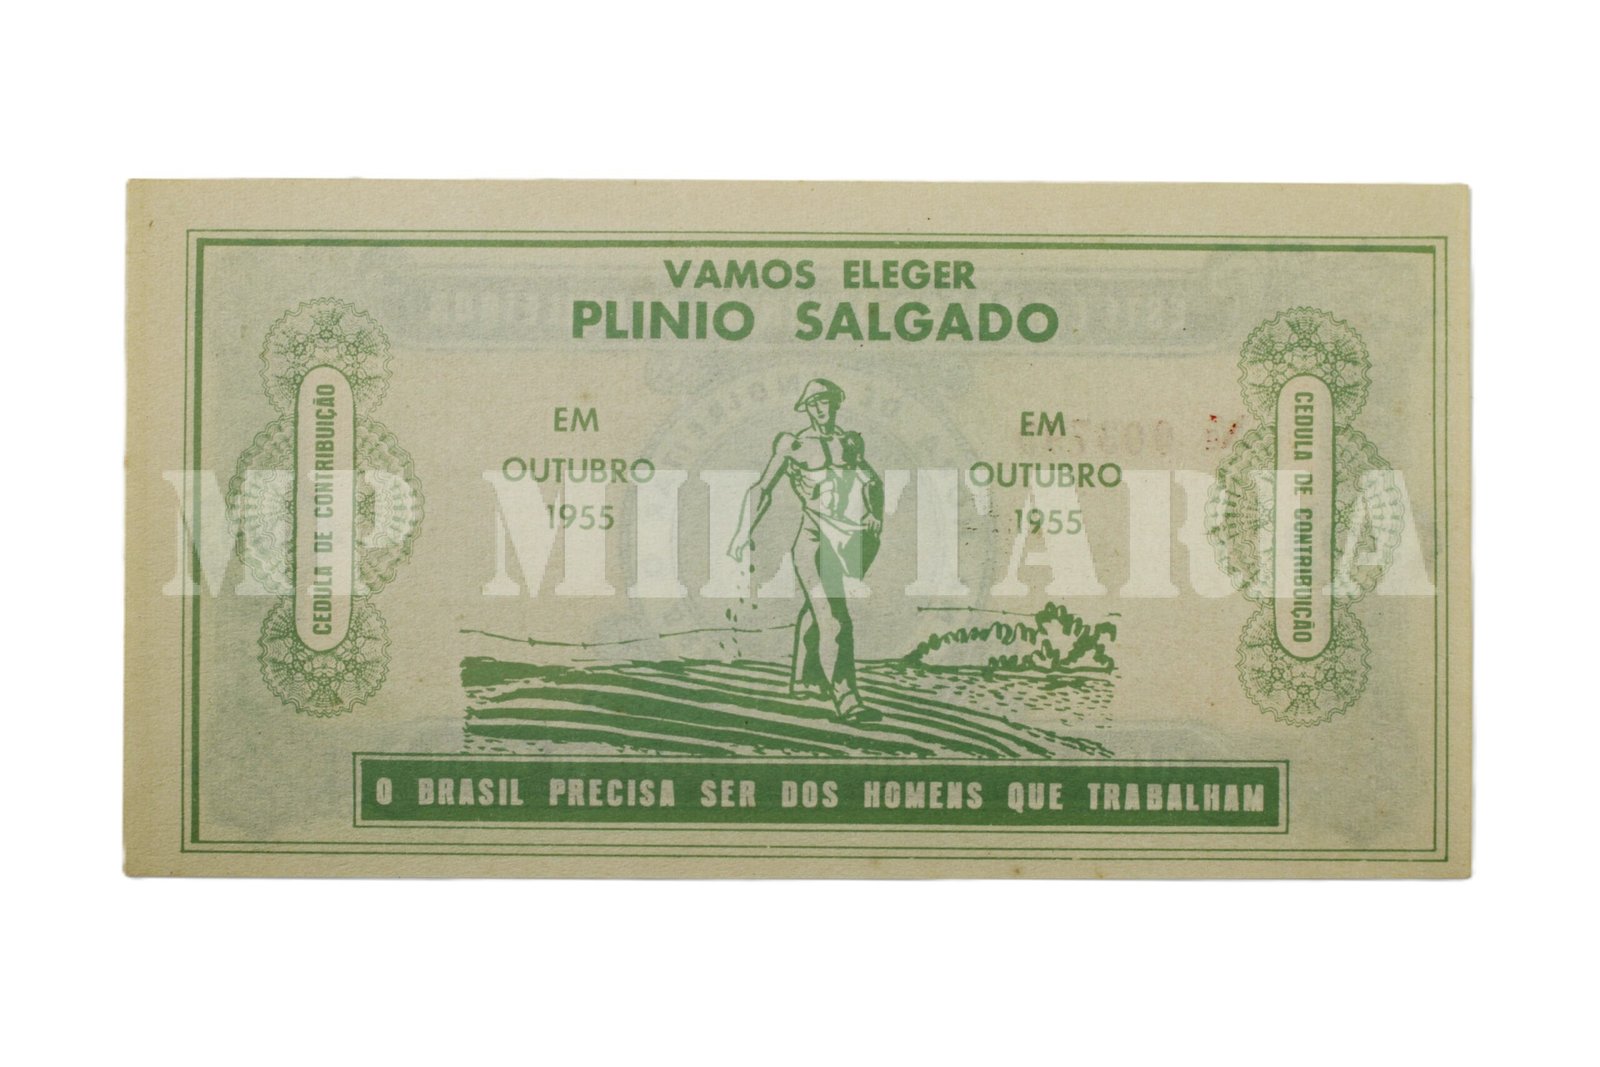 VAMOS ELEGER
PLINIO SALGADO
EM
OUTUBRO
1955
EM
OUTUBRO
1955
CEDULA DE CONTRIBUIÇÃO
CEDULA DE CONTRIBUIÇÃO
MP MILITARIA
O BRASIL PRECISA SER DOS HOMENS QUE TRABALHAM